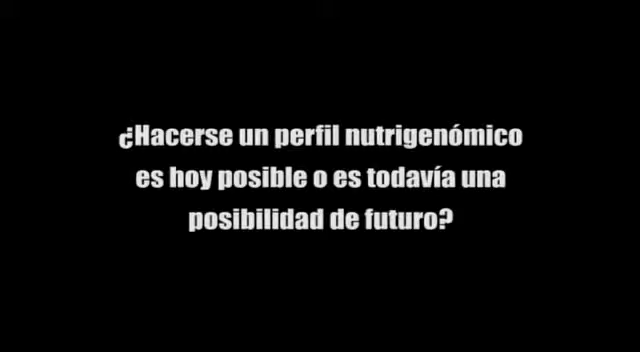 ¿Hacerse un perfil nutrigenómico
es hoy posible o es todavía una
posibilidad de futuro?